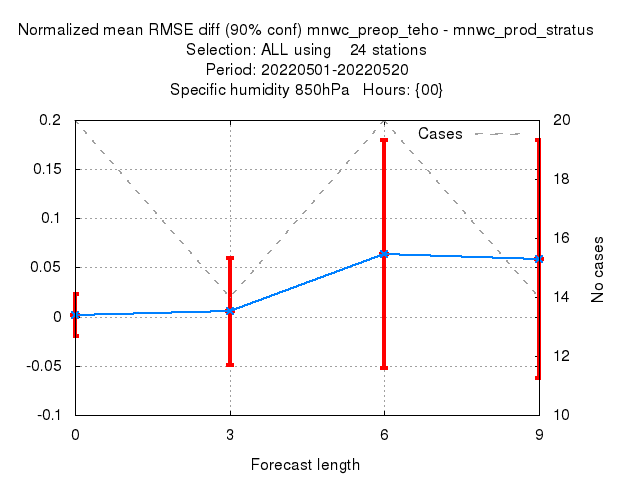 Normalized mean RMSE diff (90% conf) mnwc_preop_teho - mnwc_prod_stratus
Selection: ALL using    24 stations
Period: 20220501-20220520
Specific humidity 850hPa   Hours: {00}
Cases
0.2
0.15
0.1
0.05
0
-0.05
-0.1
20
18
16
14
12
10
No cases
0 3 6 9
Forecast length